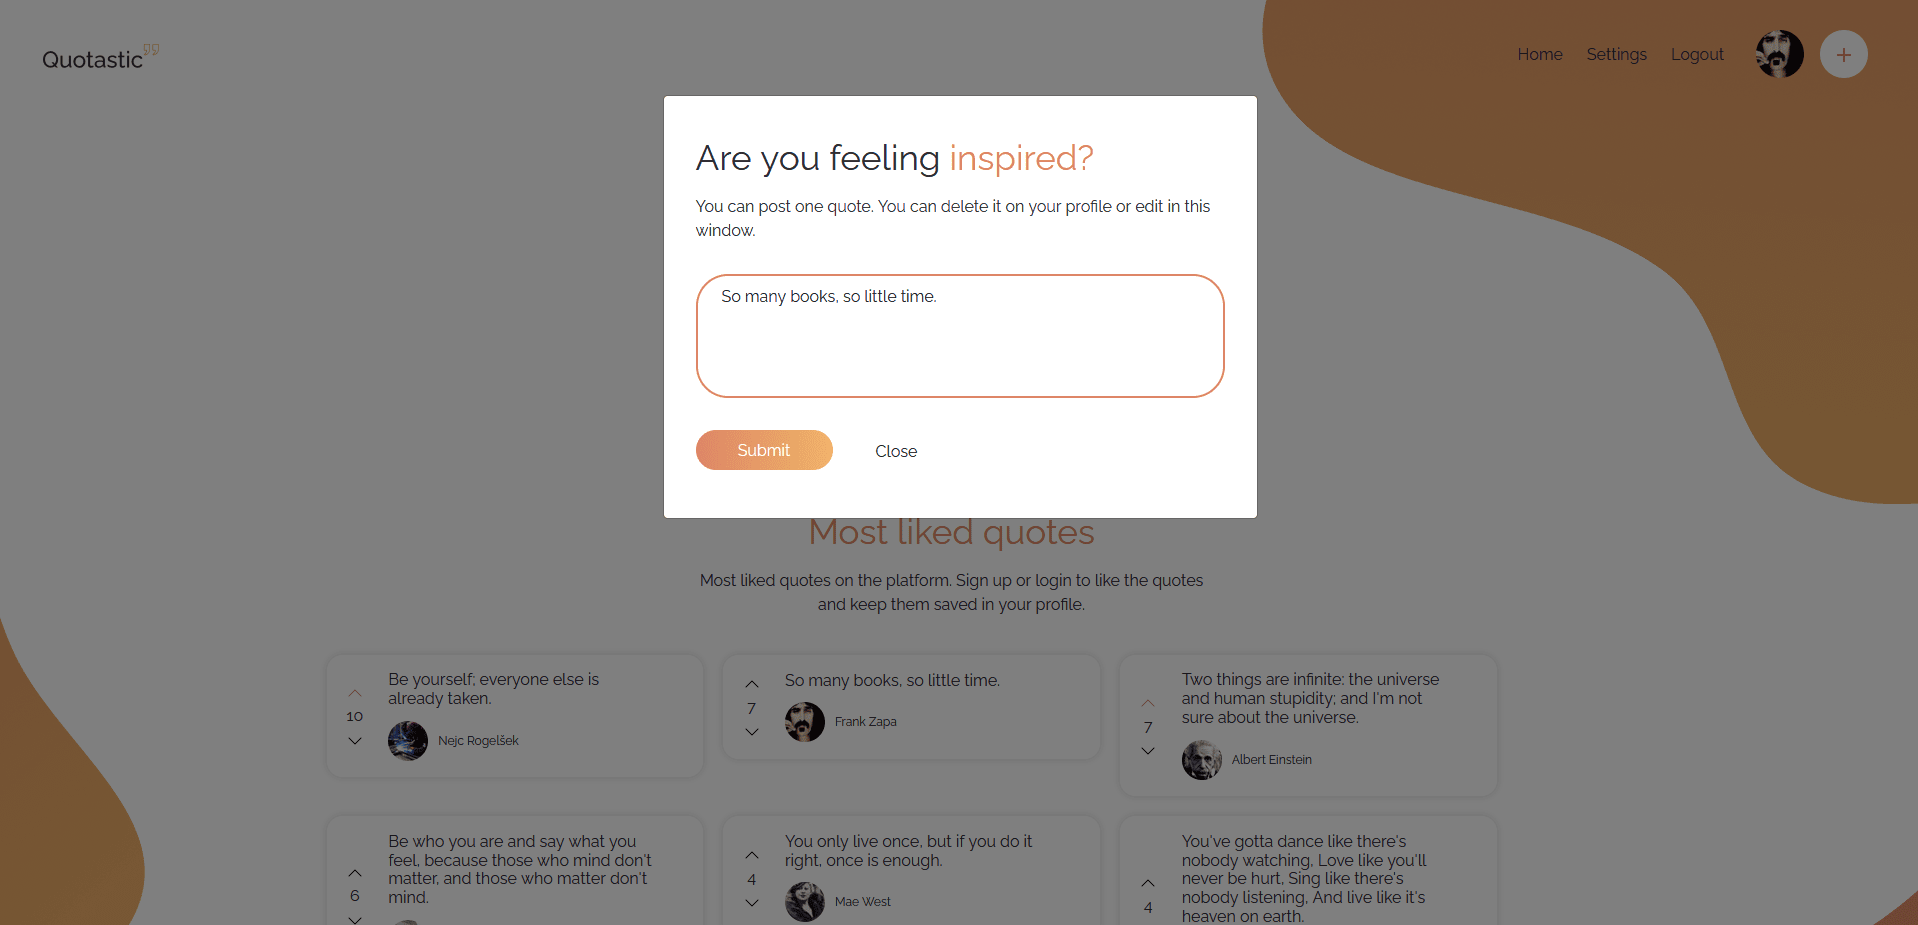 Quotastic
Home Settings Logout
Are you feeling inspired?
You can post one quote. You can delete it on your profile or edit in this
window.
So many books, so little time.
Submit Close
Most liked quotes
Most liked quotes on the platform. Sign up or login to like the quotes
and keep them saved in your profile.
Be yourself; everyone else is
already taken.
10
Nejc Rogelšek
So many books, so little time.
7
Frank Zapa
Two things are infinite: the universe
and human stupidity; and I'm not
sure about the universe.
7
Albert Einstein
Be who you are and say what you
feel, because those who mind don't
matter, and those who matter don't
mind.
6
You only live once, but if you do it
right, once is enough.
4
Mae West
You've gotta dance like there's
nobody watching, Love like you'll
never be hurt, Sing like there's
nobody listening, And live like it's
heaven on earth.
4